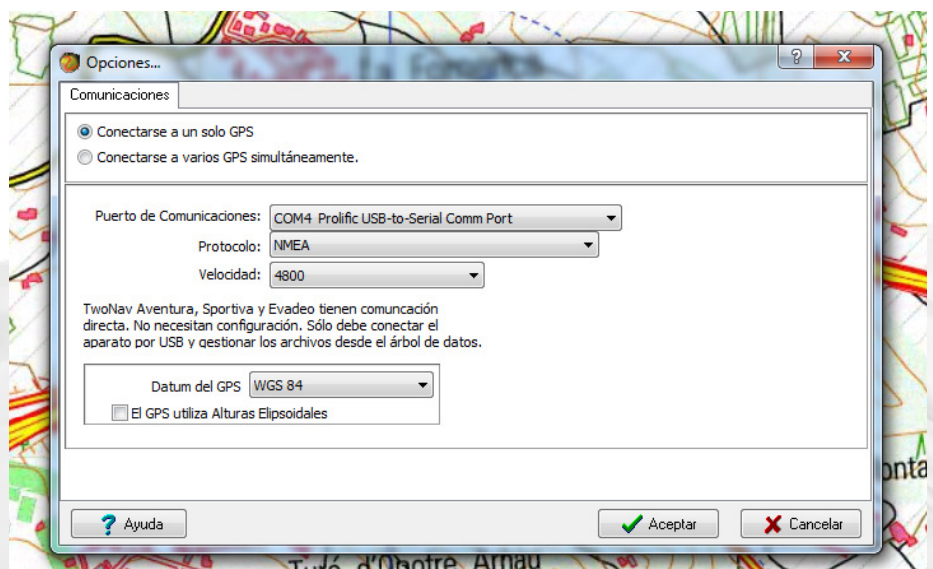 Opciones...
Comunicaciones
Conectarse a un solo GPS
Conectarse a varios GPS simultáneamente.
Puerto de Comunicaciones: COM4 Prolific USB-to-Serial Comm Port
Protocolo: NMEA
Velocidad: 4800
TwoNav Aventura, Sportiva y Evadeo tienen comuncación
directa. No necesitan configuración. Sólo debe conectar el
aparato por USB y gestionar los archivos desde el árbol de datos.
Datum del GPS WGS 84
El GPS utiliza Alturas Elipsoidales
? Ayuda
Aceptar
Cancelar